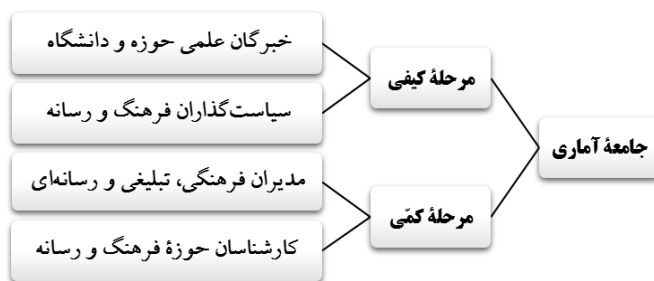 جامعهٔ آماری
مرحلهٔ کیفی
خبرگان علمی حوزه و دانشگاه
سیاست‌گذاران فرهنگ و رسانه
مرحلهٔ کمّی
مدیران فرهنگی، تبلیغی و رسانه‌ای
کارشناسان حوزهٔ فرهنگ و رسانه